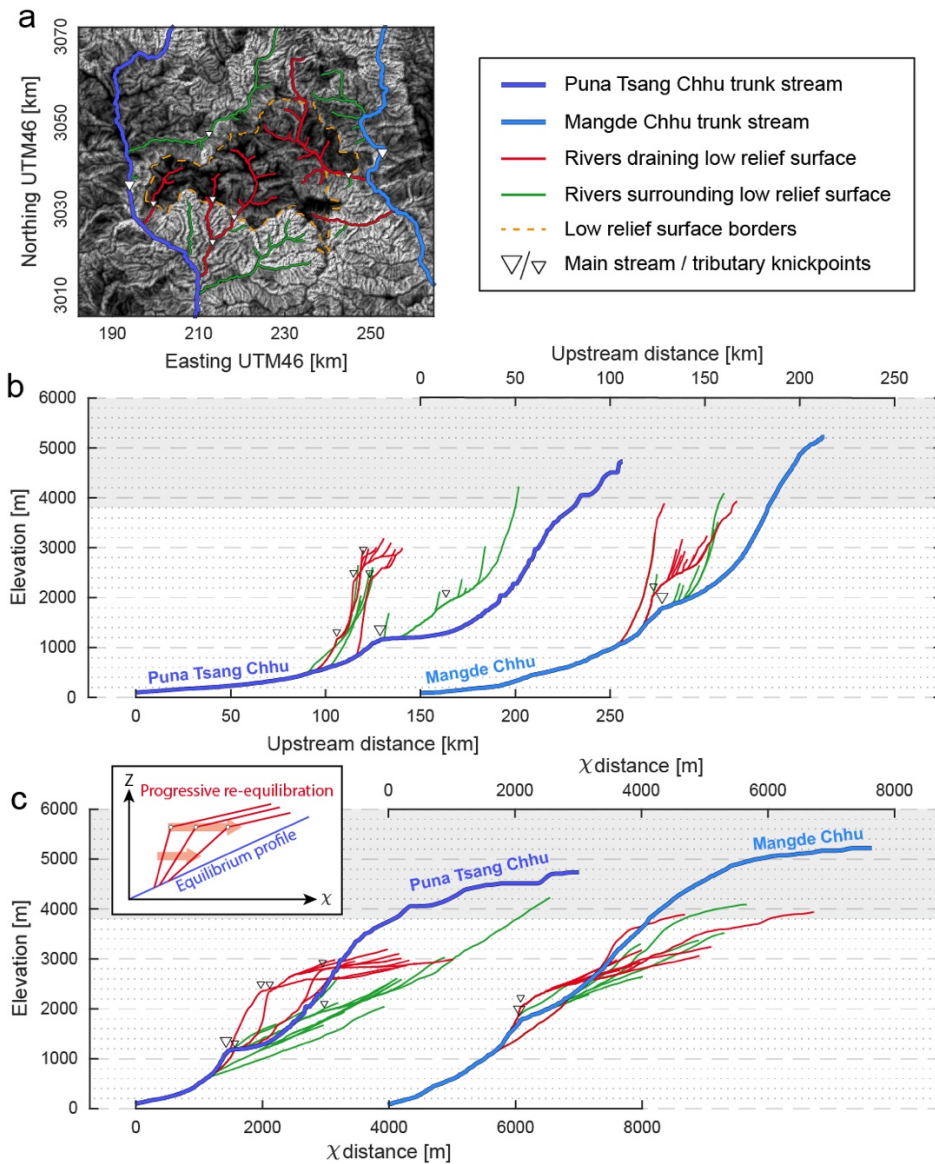 a
3070
3050
3030
3010
Northing UTM46 [km]
190
210
230
250
Easting UTM46 [km]
Puna Tsang Chhu trunk stream
Mangde Chhu trunk stream
Rivers draining low relief surface
Rivers surrounding low relief surface
Low relief surface borders
Main stream / tributary knickpoints
b
Upstream distance [km]
0
50
100
150
200
250
6000
5000
4000
3000
2000
1000
0
Elevation [m]
Puna Tsang Chhu
Mangde Chhu
0
50
100
150
200
250
Upstream distance [km]
c
χ distance [m]
0
2000
4000
6000
8000
Z
Progressive re-equilibration
Equilibrium profile
χ
6000
5000
4000
3000
2000
1000
0
Elevation [m]
Puna Tsang Chhu
Mangde Chhu
0
2000
4000
6000
8000
χ distance [m]